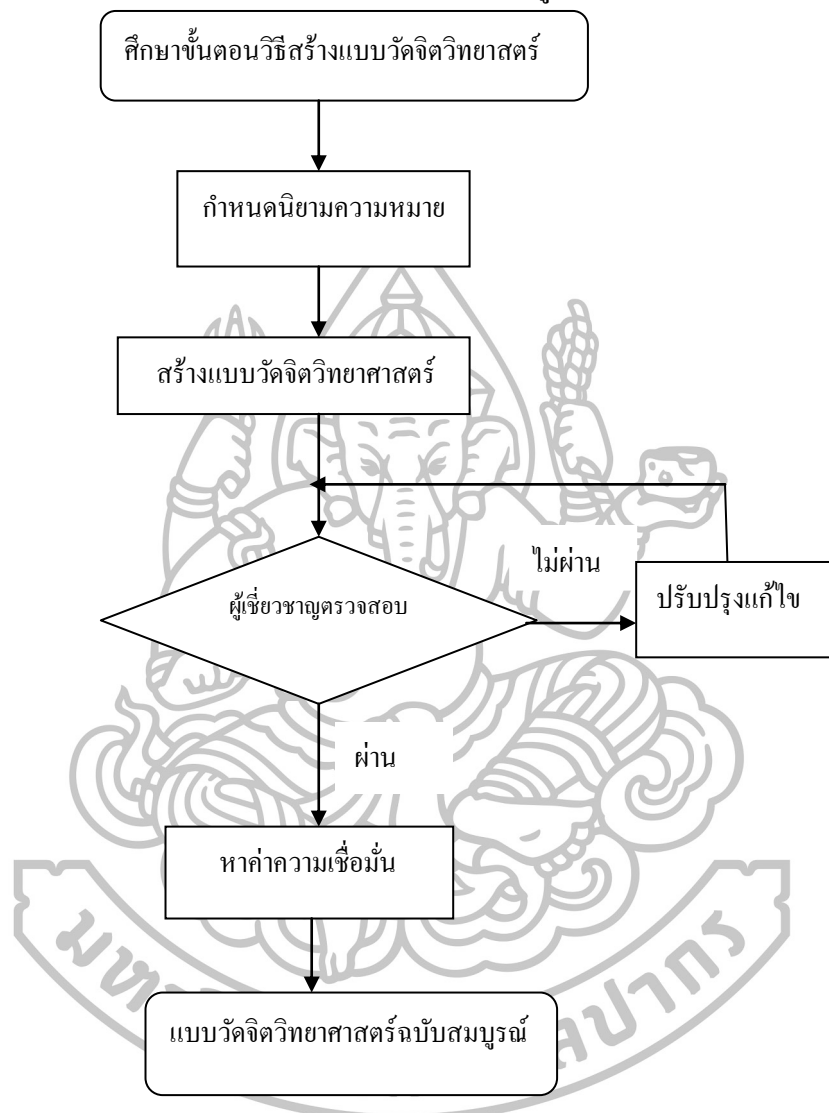 ศึกษาขั้นตอนวิธีสร้างแบบวัดจิตวิทยาสตร์
กำหนดนิยามความหมาย
สร้างแบบวัดจิตวิทยาศาสตร์
ไม่ผ่าน
ผู้เชี่ยวชาญตรวจสอบ
ปรับปรุงแก้ไข
ผ่าน
หาค่าความเชื่อมั่น
แบบวัดจิตวิทยาศาสตร์ฉบับสมบูรณ์